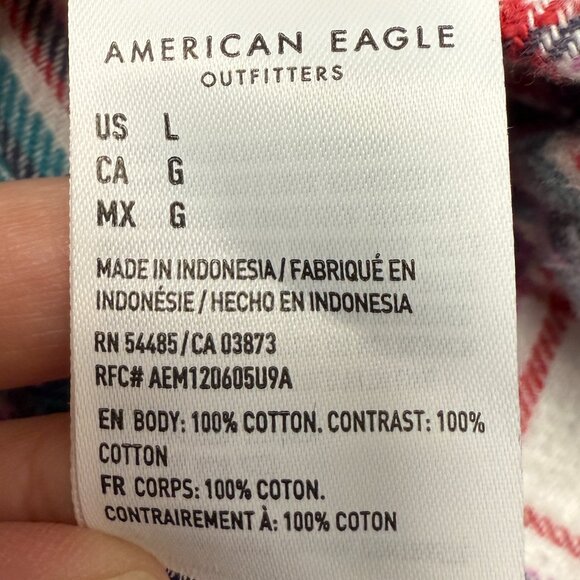 AMERICAN EAGLE
OUTFITTERS
US L
CA G
MX G
MADE IN INDONESIA / FABRIQUÉ EN
INDONÉSIE / HECHO EN INDONESIA
RN 54485 / CA 03873
RFC# AEM120605U9A
EN BODY: 100% COTTON. CONTRAST: 100%
COTTON
FR CORPS: 100% COTON.
CONTRAIREMENT À: 100% COTON